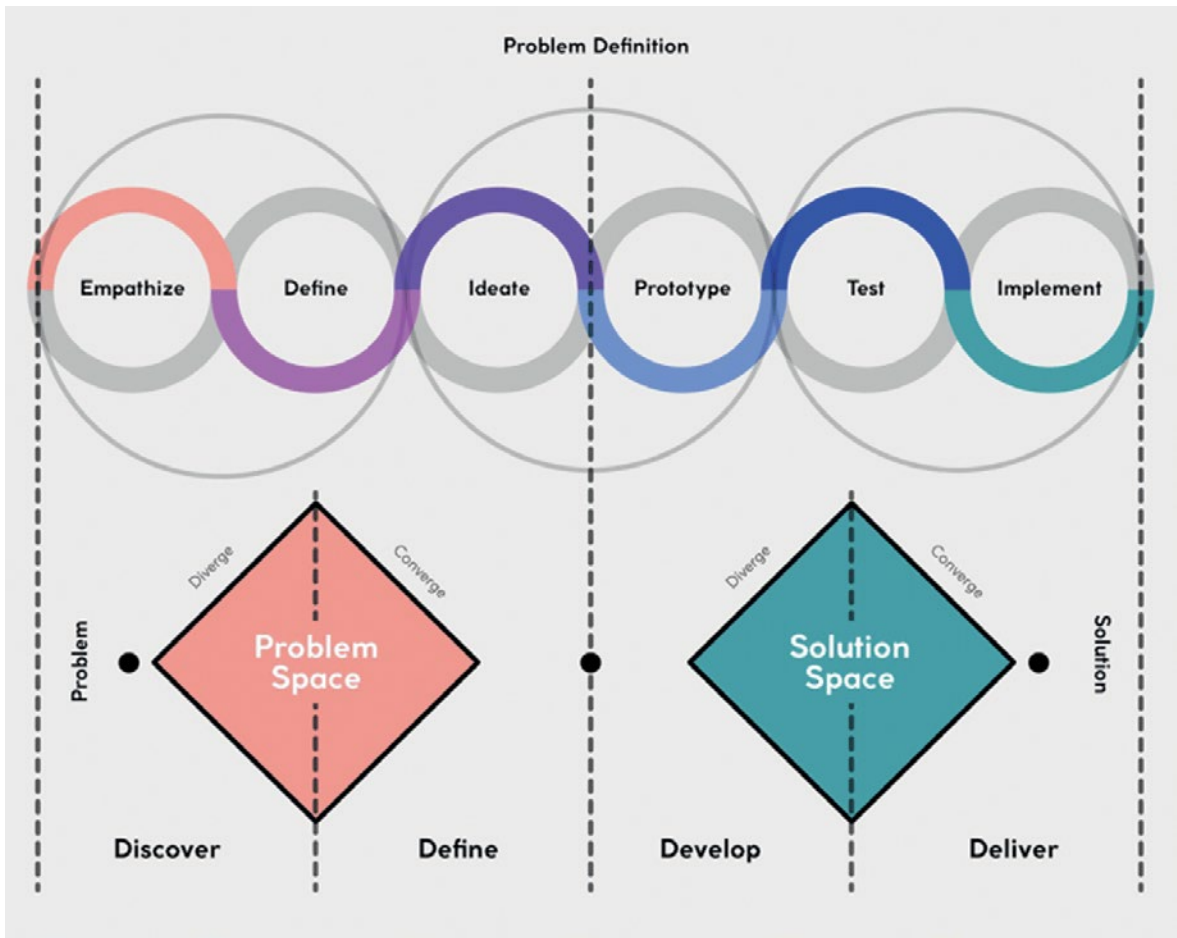 Problem Definition
Empathize
Define
Ideate
Prototype
Test
Implement
Diverge
Converge
Diverge
Converge
Problem
Problem
Space
Solution
Space
Solution
Discover
Define
Develop
Deliver